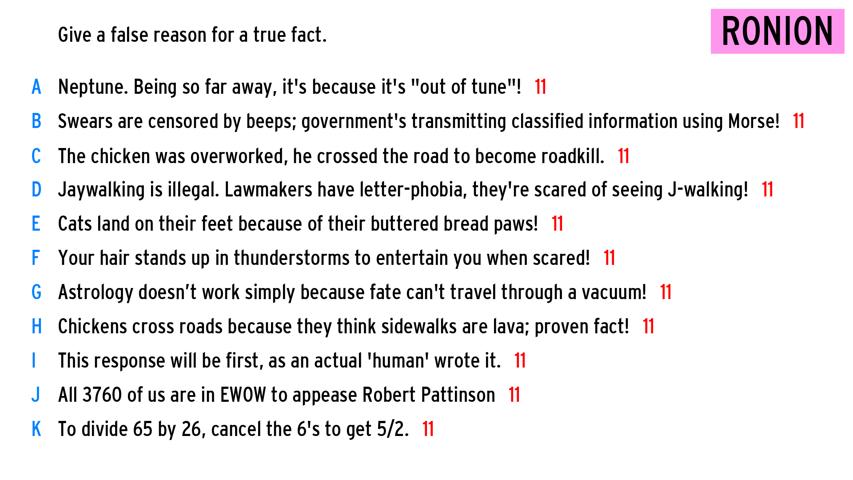 Give a false reason for a true fact.
RONION
A Neptune. Being so far away, it's because it's "out of tune"! 11
B Swears are censored by beeps; government's transmitting classified information using Morse! 11
C The chicken was overworked, he crossed the road to become roadkill. 11
D Jaywalking is illegal. Lawmakers have letter-phobia, they're scared of seeing J-walking! 11
E Cats land on their feet because of their buttered bread paws! 11
F Your hair stands up in thunderstorms to entertain you when scared! 11
G Astrology doesn’t work simply because fate can't travel through a vacuum! 11
H Chickens cross roads because they think sidewalks are lava; proven fact! 11
I This response will be first, as an actual 'human' wrote it. 11
J All 3760 of us are in EWOW to appease Robert Pattinson 11
K To divide 65 by 26, cancel the 6's to get 5/2. 11